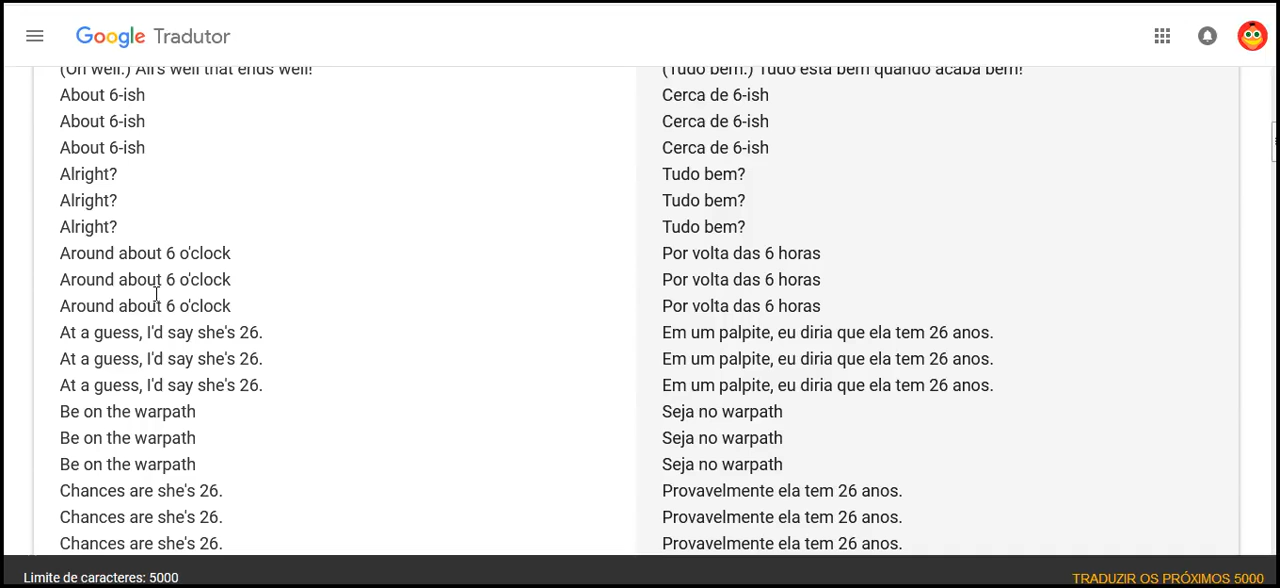 Google Tradutor
(Oh well.) All's well that ends well!
About 6-ish
About 6-ish
About 6-ish
Alright?
Alright?
Alright?
Around about 6 o'clock
Around about 6 o'clock
Around about 6 o'clock
At a guess, I'd say she's 26.
At a guess, I'd say she's 26.
At a guess, I'd say she's 26.
Be on the warpath
Be on the warpath
Be on the warpath
Chances are she's 26.
Chances are she's 26.
Chances are she's 26.
(Tudo bem.) Tudo está bem quando acaba bem!
Cerca de 6-ish
Cerca de 6-ish
Cerca de 6-ish
Tudo bem?
Tudo bem?
Tudo bem?
Por volta das 6 horas
Por volta das 6 horas
Por volta das 6 horas
Em um palpite, eu diria que ela tem 26 anos.
Em um palpite, eu diria que ela tem 26 anos.
Em um palpite, eu diria que ela tem 26 anos.
Seja no warpath
Seja no warpath
Seja no warpath
Provavelmente ela tem 26 anos.
Provavelmente ela tem 26 anos.
Provavelmente ela tem 26 anos.
Limite de caracteres: 5000
TRADUZIR OS PRÓXIMOS 5000